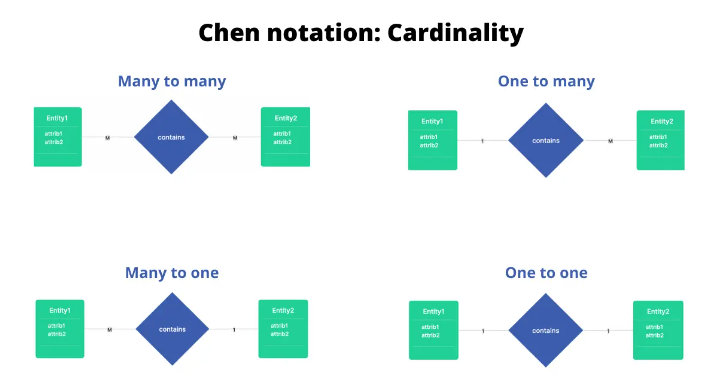 Chen notation: Cardinality
Many to many
Entity1
attrib1
attrib2
M
contains
M
Entity2
attrib1
attrib2
One to many
Entity1
attrib1
attrib2
1
contains
M
Entity2
attrib1
attrib2
Many to one
Entity1
attrib1
attrib2
M
contains
1
Entity2
attrib1
attrib2
One to one
Entity1
attrib1
attrib2
1
contains
1
Entity2
attrib1
attrib2